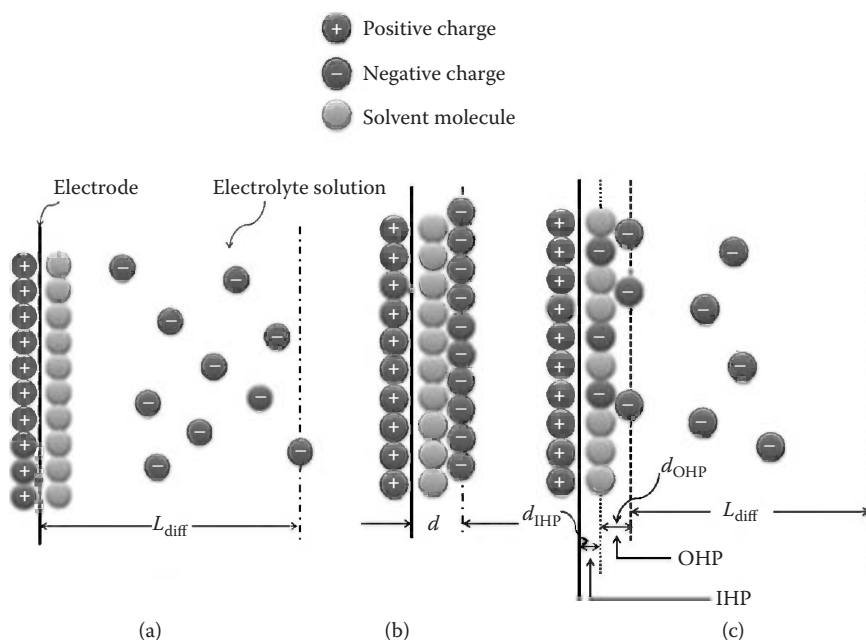 + Positive charge
− Negative charge
Solvent molecule
Electrode
Electrolyte solution
L_diff
d
d_IHP
d_OHP
L_diff
OHP
IHP
(a)
(b)
(c)